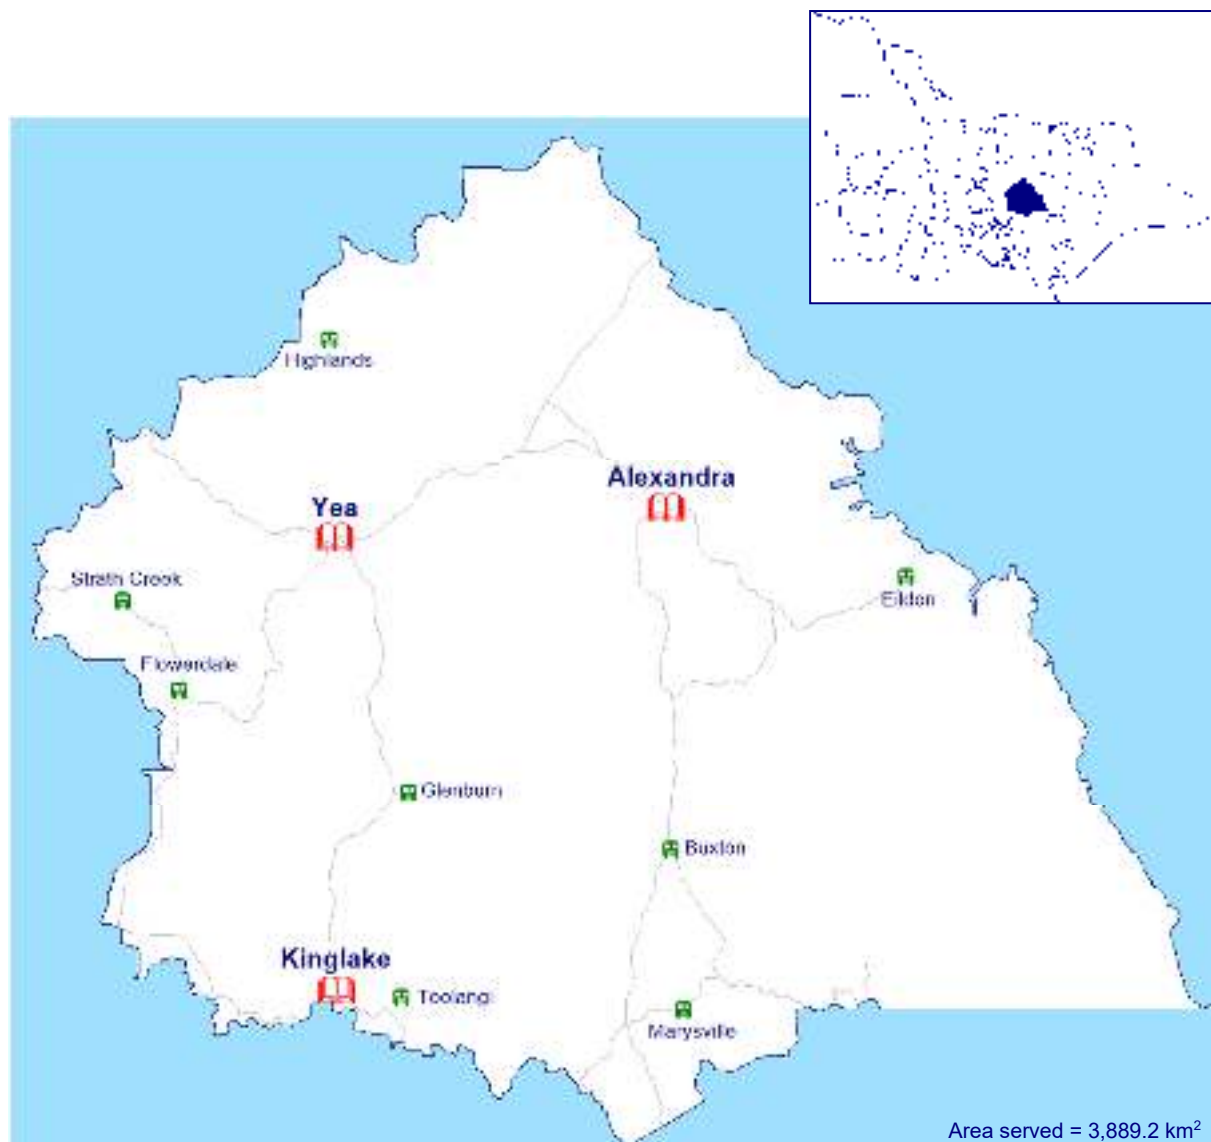 Highlands
Alexandra
Yea
Strath Creek
Eildon
Flowerdale
Glenburn
Buxton
Kinglake
Toolangi
Marysville
Area served = 3,889.2 km²